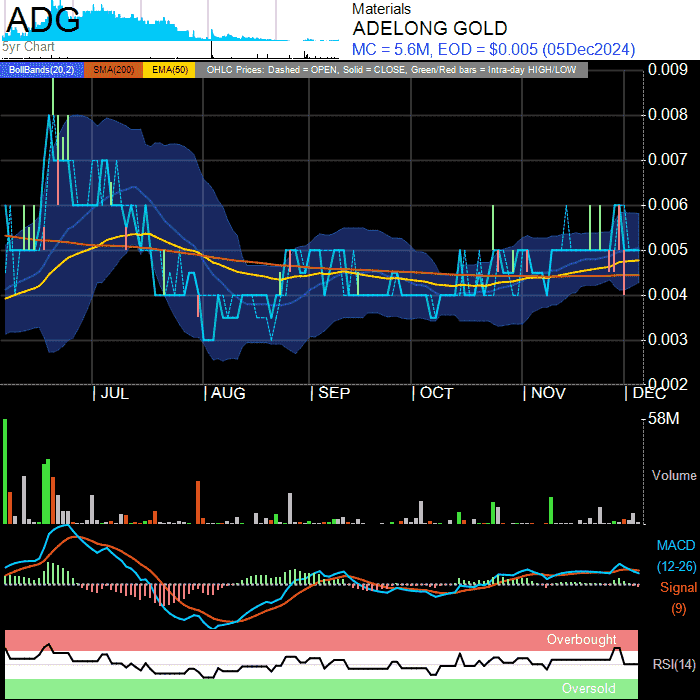 ADG
5yr Chart
Materials
ADELONG GOLD
MC = 5.6M, EOD = $0.005 (05Dec2024)
BollBands(20,2) SMA(200) EMA(50) OHLC Prices: Dashed = OPEN, Solid = CLOSE, Green/Red bars = Intra-day HIGH/LOW
0.009
0.008
0.007
0.006
0.005
0.004
0.003
0.002
| JUL | AUG | SEP | OCT | NOV | DEC
58M
Volume
MACD
(12-26)
Signal
(9)
Overbought
RSI(14)
Oversold